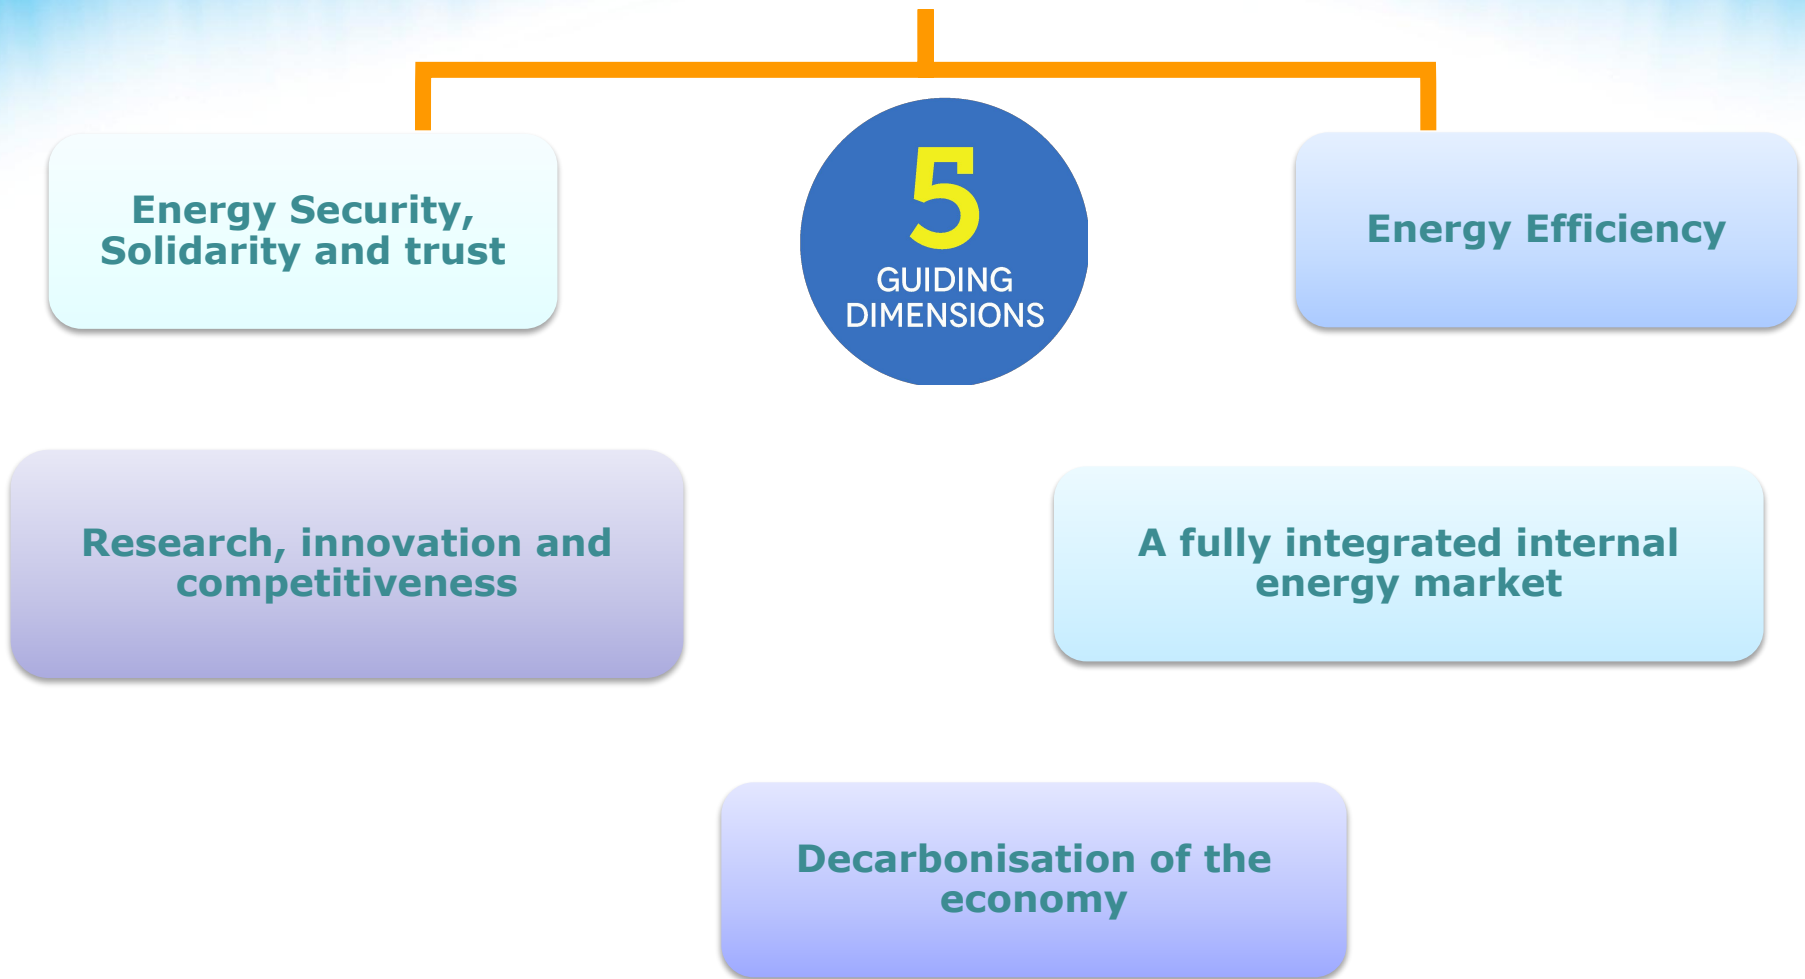 Energy Security,
Solidarity and trust
5
GUIDING
DIMENSIONS
Energy Efficiency
Research, innovation and
competitiveness
A fully integrated internal
energy market
Decarbonisation of the
economy